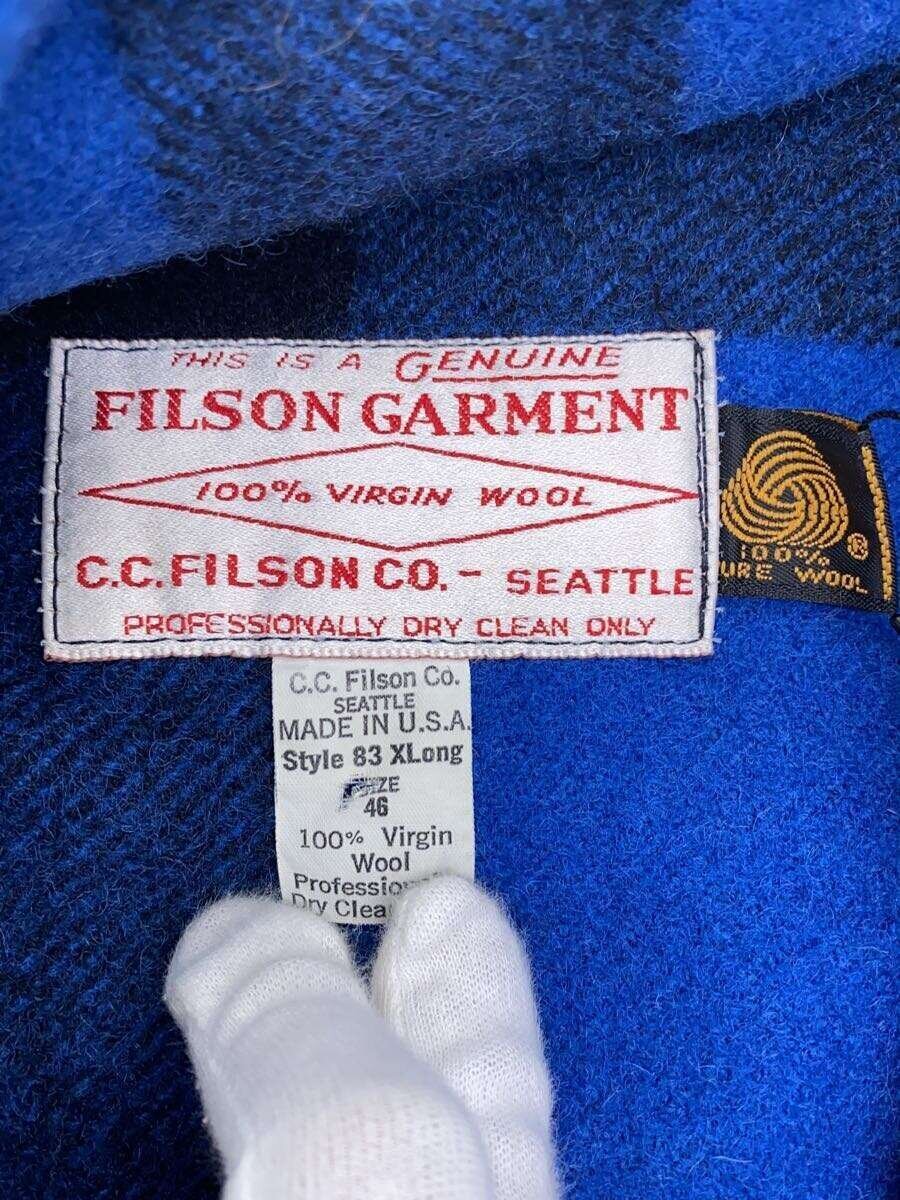 THIS IS A GENUINE
FILSON GARMENT
100% VIRGIN WOOL
C.C. FILSON CO. - SEATTLE
PROFESSIONALLY DRY CLEAN ONLY
100%
WOOL
®
C.C. Filson Co.
SEATTLE
MADE IN U.S.A.
Style 83 XLong
46
100% Virgin
Wool
Dry